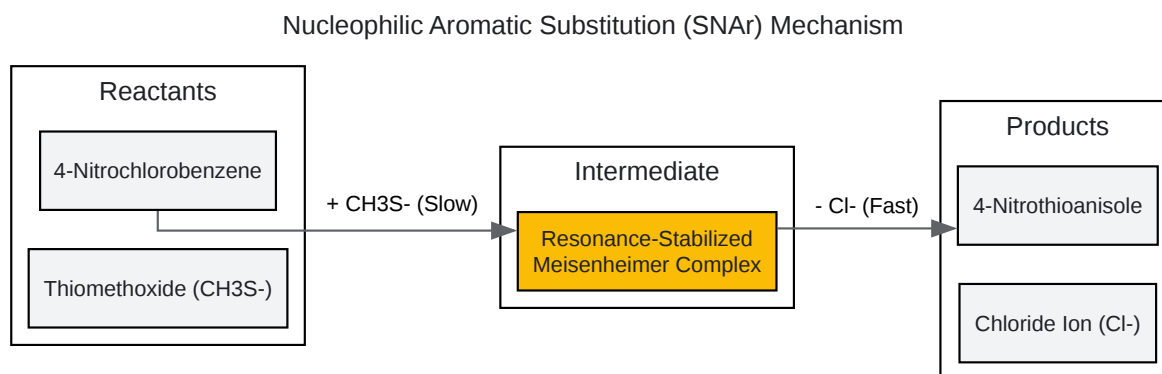 Nucleophilic Aromatic Substitution (SNAr) Mechanism
Reactants
4-Nitrochlorobenzene
Thiomethoxide (CH3S-)
+ CH3S- (Slow)
Intermediate
Resonance-Stabilized
Meisenheimer Complex
- Cl- (Fast)
Products
4-Nitrothioanisole
Chloride Ion (Cl-)